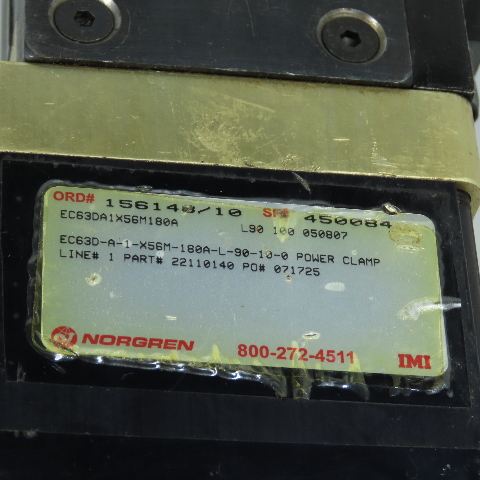 ORD# 156148/10 SP# 450084
EC63DA1X56M180A L90 100 050807
EC63D-A-1-X56M-180A-L-90-10-0 POWER CLAMP
LINE# 1 PART# 22110140 PO# 071725
NORGREN 800-272-4511 IMI